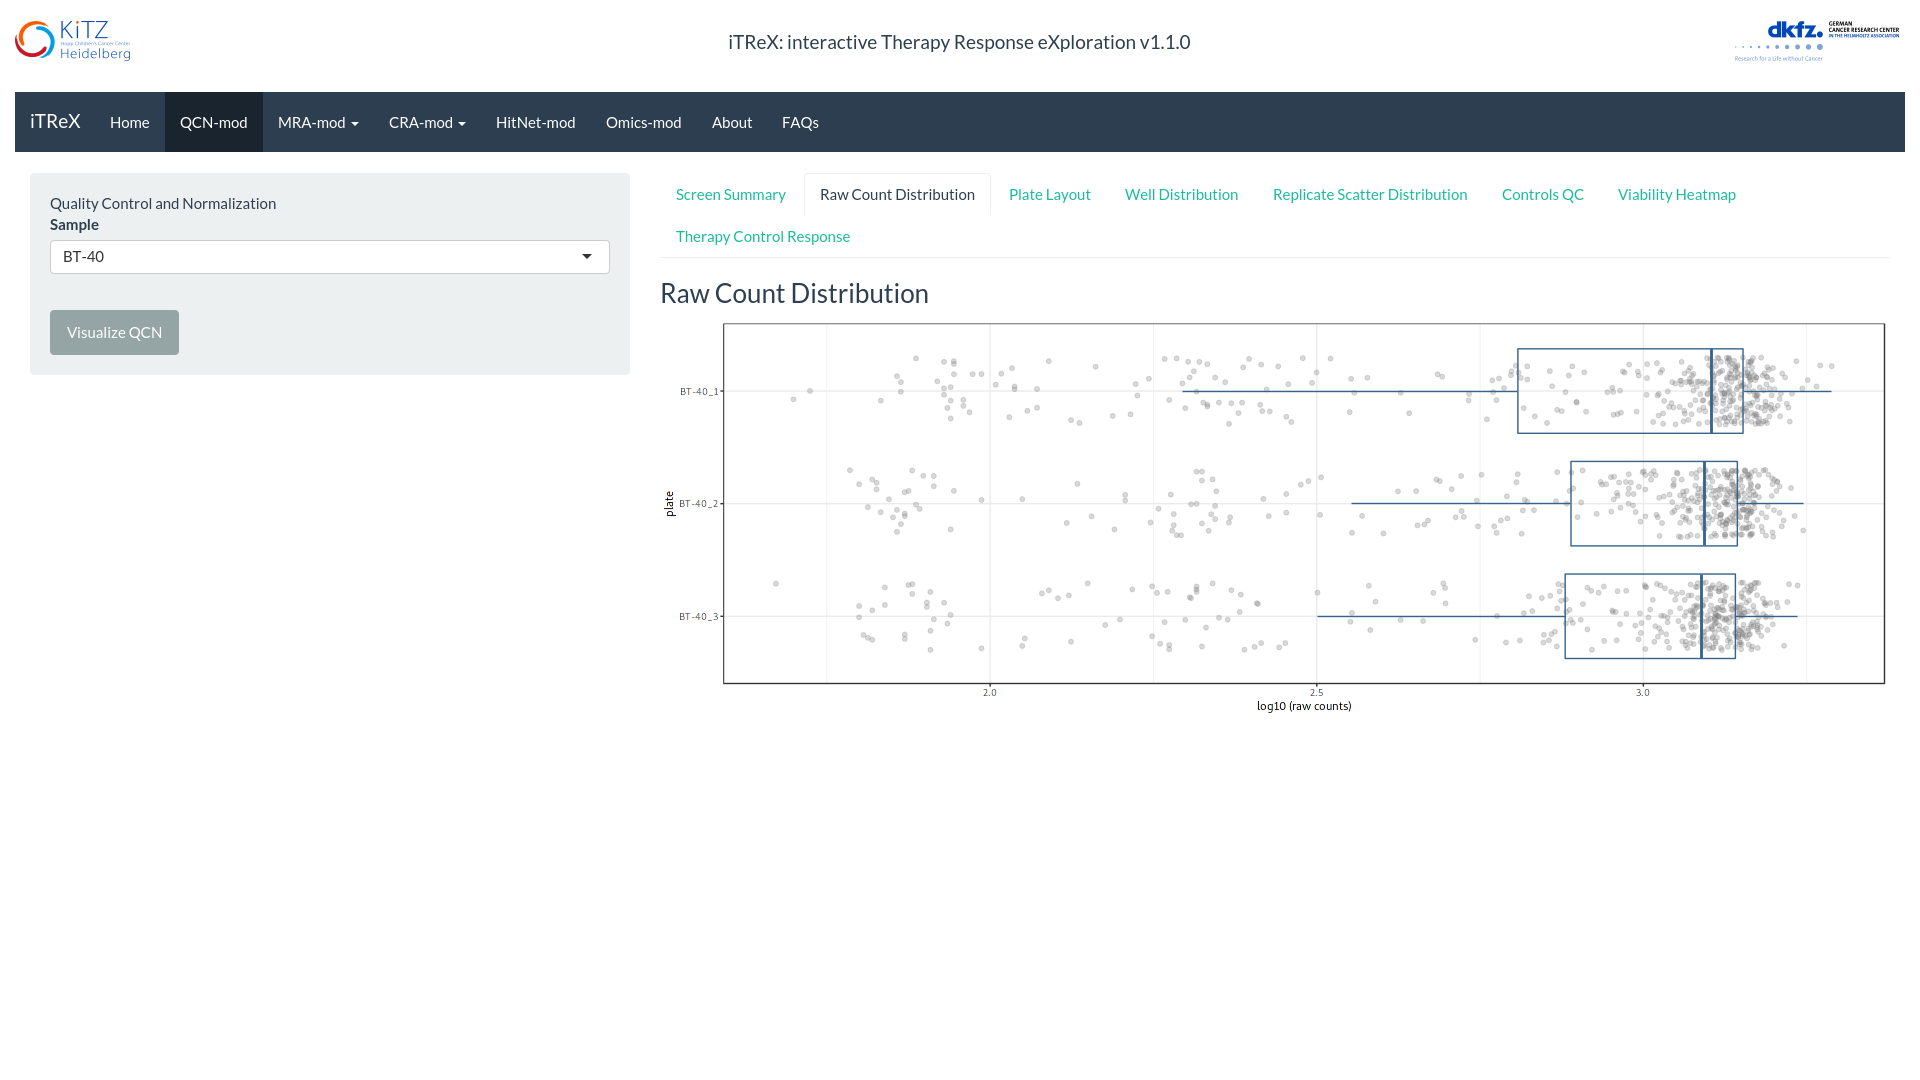 KiTZ
Hopp Children's Cancer Center
Heidelberg
iTReX: interactive Therapy Response eXploration v1.1.0
dkfz.
GERMAN
CANCER RESEARCH CENTER
IN THE HELMHOLTZ ASSOCIATION
Research for a Life without Cancer
iTReX Home QCN-mod MRA-mod CRA-mod HitNet-mod Omics-mod About FAQs
Quality Control and Normalization
Sample
BT-40
Visualize QCN
Screen Summary Raw Count Distribution Plate Layout Well Distribution Replicate Scatter Distribution Controls QC Viability Heatmap
Therapy Control Response
Raw Count Distribution
plate
BT-40_1
BT-40_2
BT-40_3
2.0 2.5 3.0
log10 (raw counts)